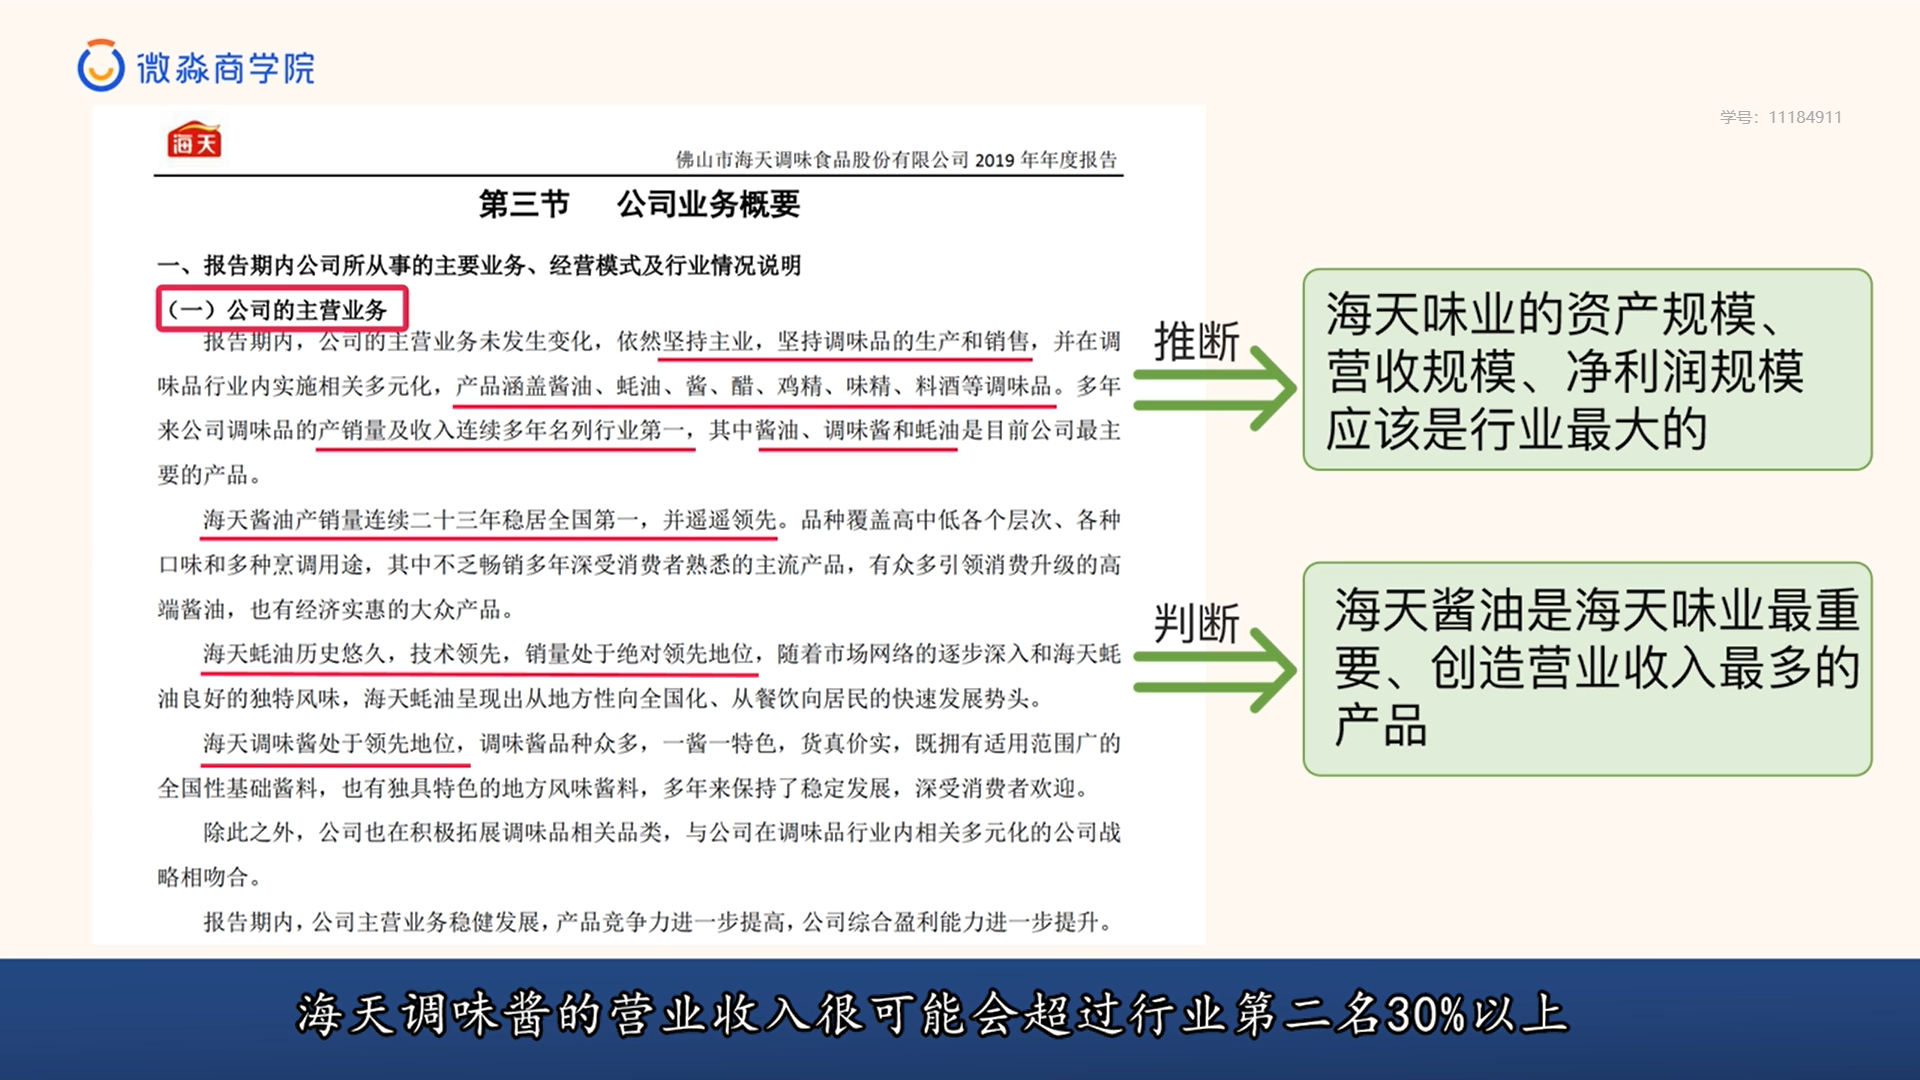 微淼商学院
学号：11184911
海天
佛山市海天调味食品股份有限公司 2019 年年度报告
第三节 公司业务概要
一、报告期内公司所从事的主要业务、经营模式及行业情况说明
（一）公司的主营业务
报告期内，公司的主营业务未发生变化，依然坚持主业，坚持调味品的生产和销售，并在调
味品行业内实施相关多元化，产品涵盖酱油、蚝油、酱、醋、鸡精、味精、料酒等调味品。多年
来公司调味品的产销量及收入连续多年名列行业第一，其中酱油、调味酱和蚝油是目前公司最主
要的产品。
海天酱油产销量连续二十三年稳居全国第一，并遥遥领先。品种覆盖高中低各个层次、各种
口味和多种烹调用途，其中不乏畅销多年深受消费者熟悉的主流产品，有众多引领消费升级的高
端酱油，也有经济实惠的大众产品。
海天蚝油历史悠久，技术领先，销量处于绝对领先地位，随着市场网络的逐步深入和海天蚝
油良好的独特风味，海天蚝油呈现出从地方性向全国化、从餐饮向居民的快速发展势头。
海天调味酱处于领先地位，调味酱品种众多，一酱一特色，货真价实，既拥有适用范围广的
全国性基础酱料，也有独具特色的地方风味酱料，多年来保持了稳定发展，深受消费者欢迎。
除此之外，公司也在积极拓展调味品相关品类，与公司在调味品行业内相关多元化的公司战
略相吻合。
报告期内，公司主营业务稳健发展，产品竞争力进一步提高，公司综合盈利能力进一步提升。
推断
海天味业的资产规模、
营收规模、净利润规模
应该是行业最大的
判断
海天酱油是海天味业最重
要、创造营业收入最多的
产品
海天调味酱的营业收入很可能会超过行业第二名30%以上